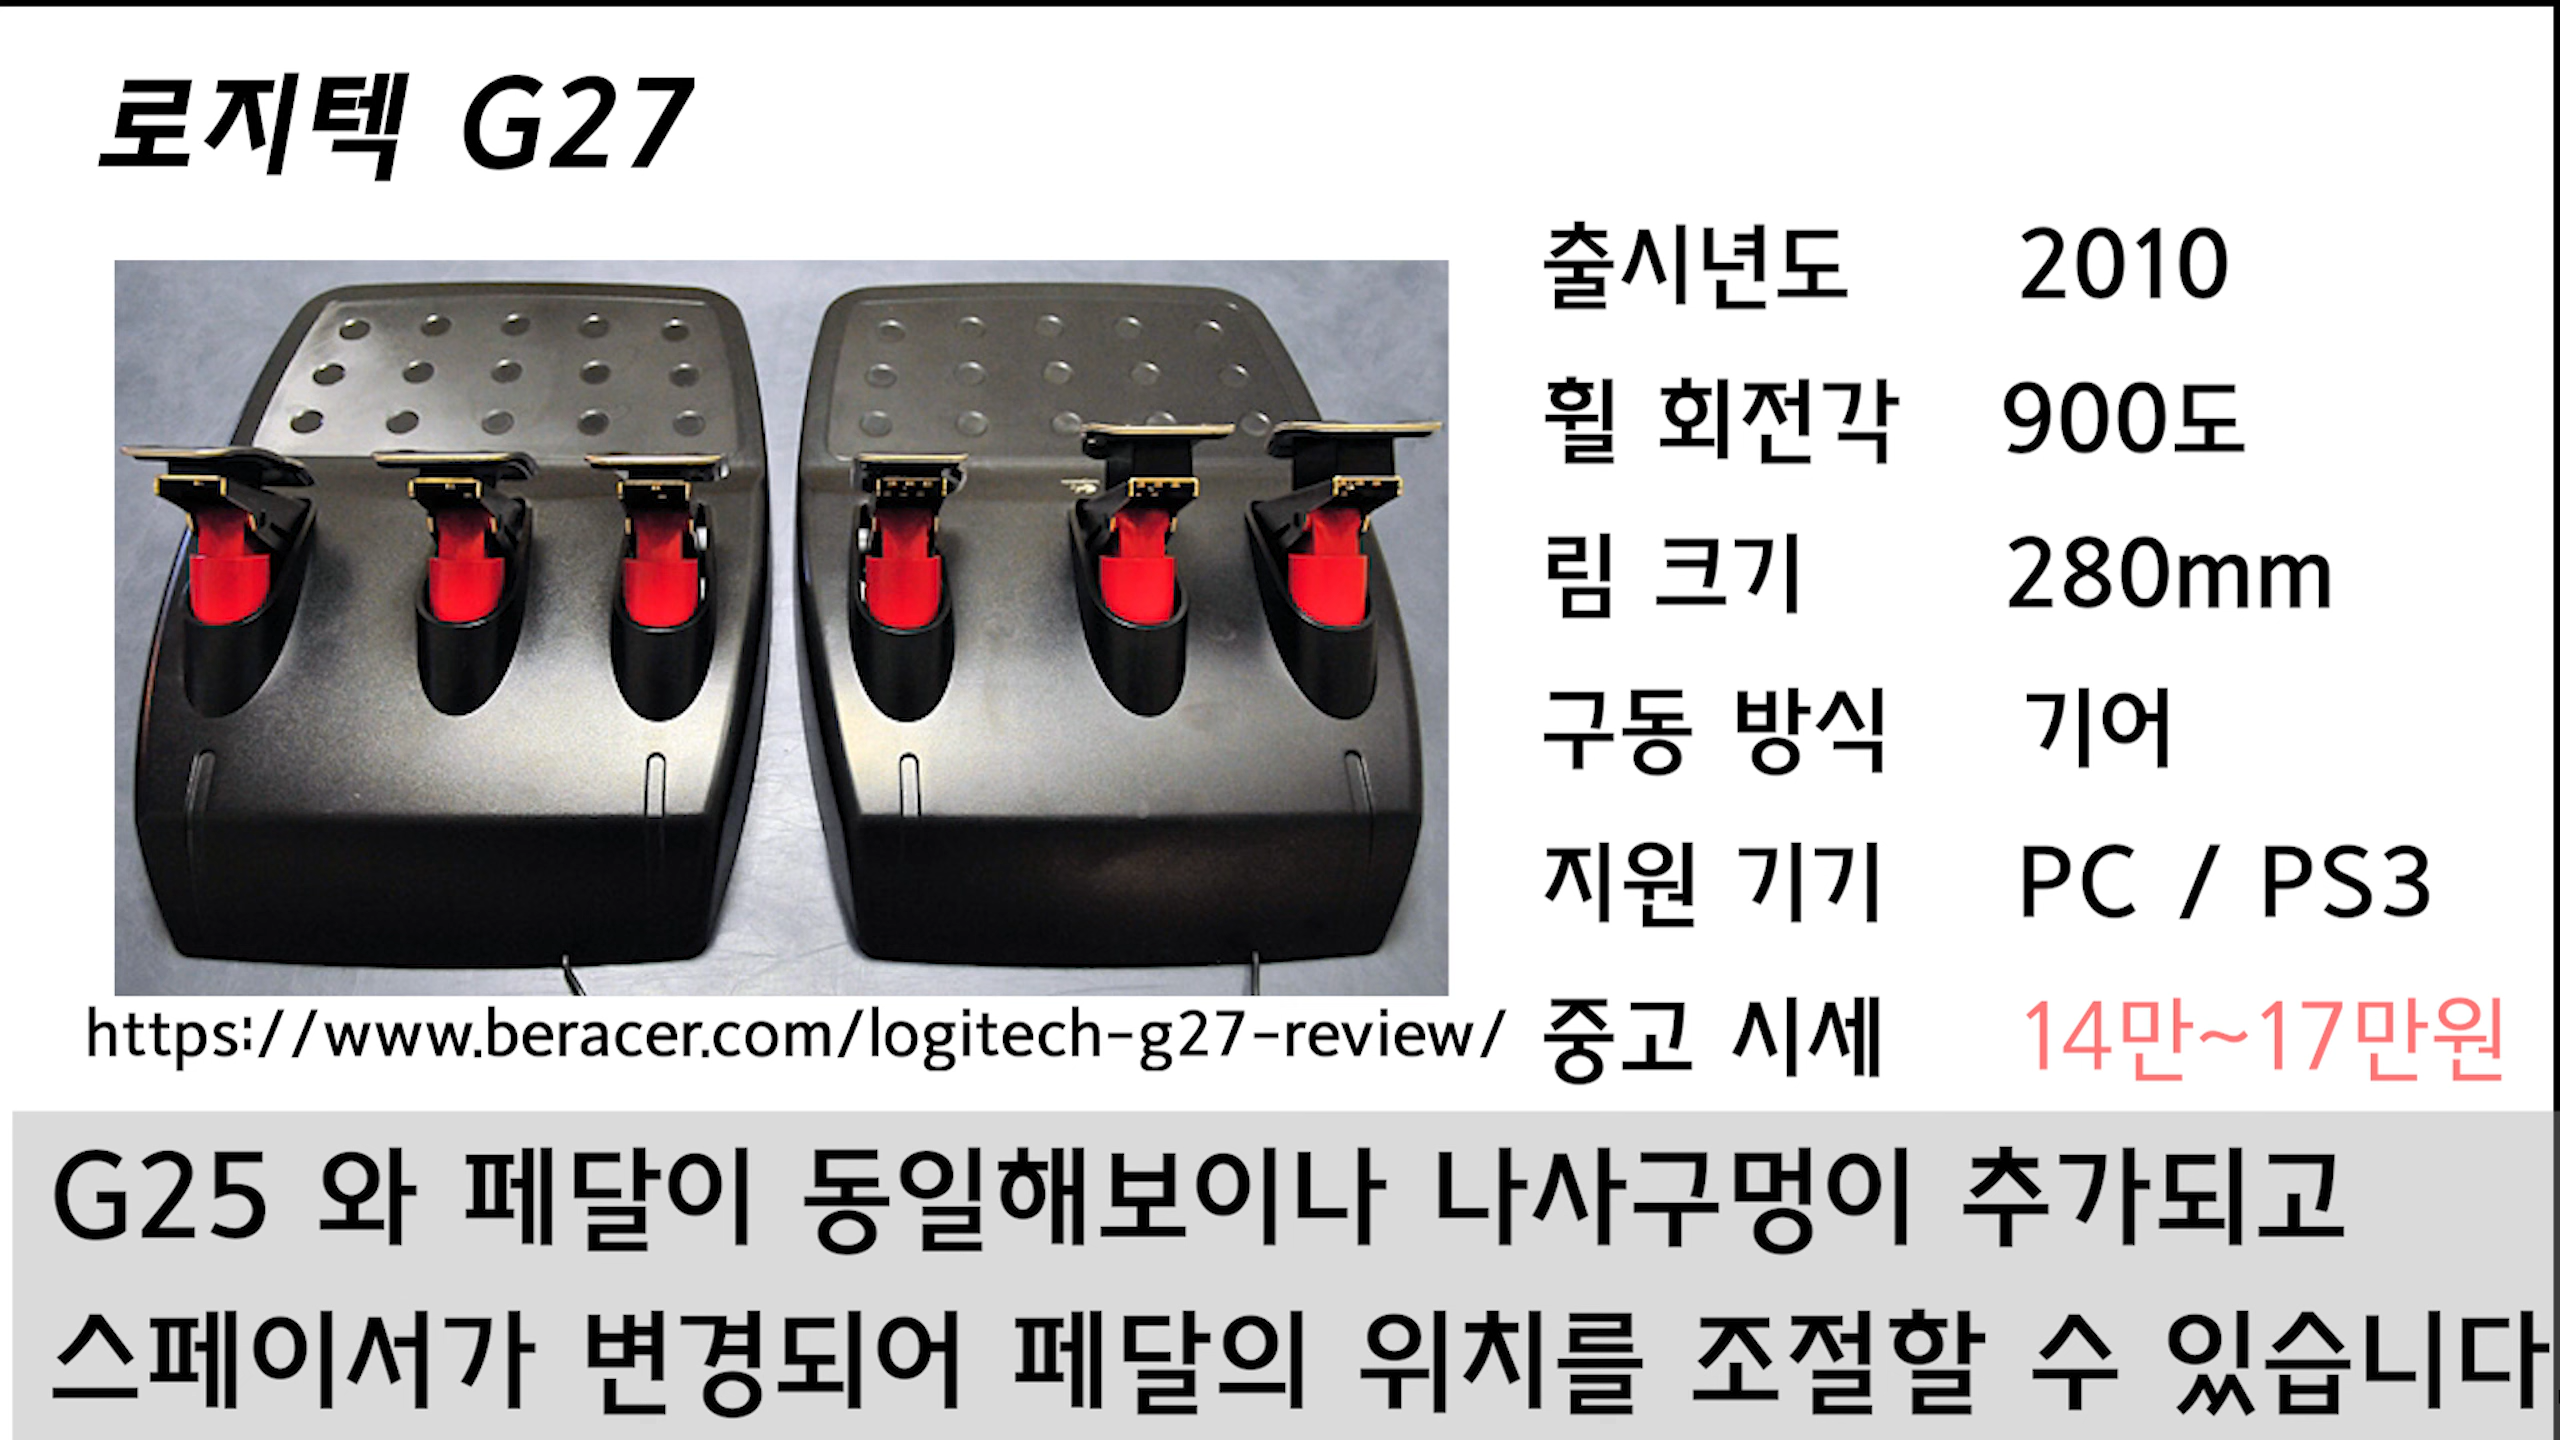 로지텍 G27
출시년도 2010
휠 회전각 900도
림 크기 280mm
구동 방식 기어
지원 기기 PC / PS3
중고 시세 14만~17만원
https://www.beracer.com/logitech-g27-review/
G25 와 페달이 동일해보이나 나사구멍이 추가되고
스페이서가 변경되어 페달의 위치를 조절할 수 있습니다.